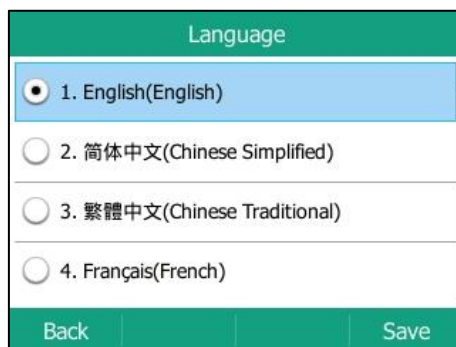 Language
1. English(English)
2. 简体中文(Chinese Simplified)
3. 繁體中文(Chinese Traditional)
4. Français(French)
Back Save